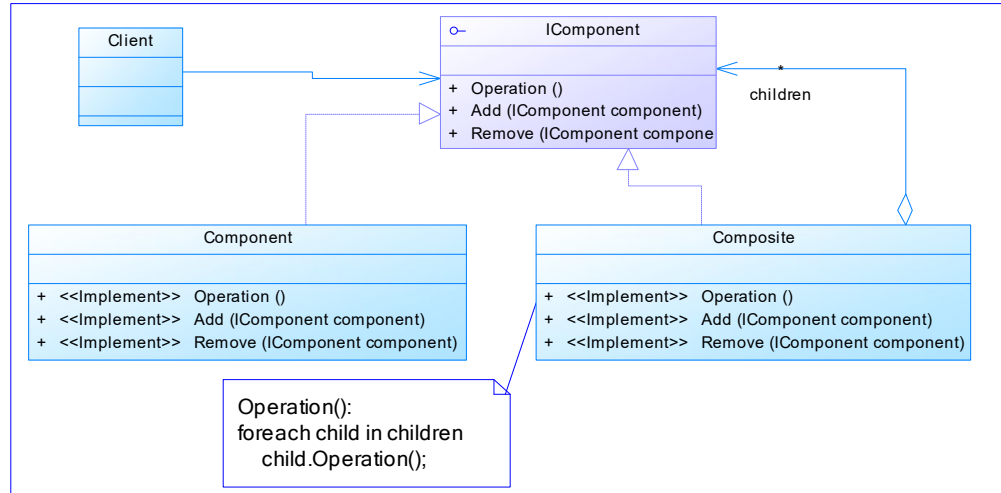 Client
IComponent
+ Operation ()
+ Add (IComponent component)
+ Remove (IComponent compone
*
children
Component
+ <<Implement>> Operation ()
+ <<Implement>> Add (IComponent component)
+ <<Implement>> Remove (IComponent component)
Composite
+ <<Implement>> Operation ()
+ <<Implement>> Add (IComponent component)
+ <<Implement>> Remove (IComponent component)
Operation():
foreach child in children
child.Operation();